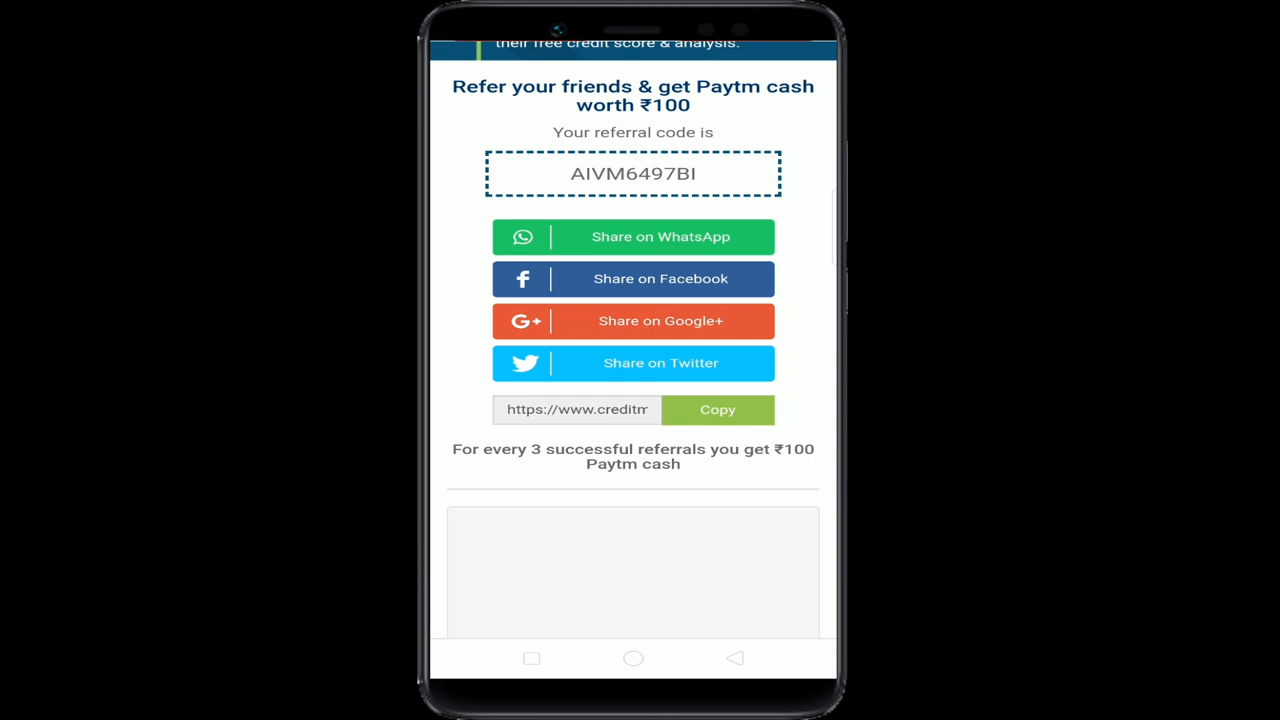 their free credit score & analysis.
Refer your friends & get Paytm cash
worth ₹100
Your referral code is
AIVM6497BI
Share on WhatsApp
Share on Facebook
G+ Share on Google+
Share on Twitter
https://www.creditm
Copy
For every 3 successful referrals you get ₹100
Paytm cash